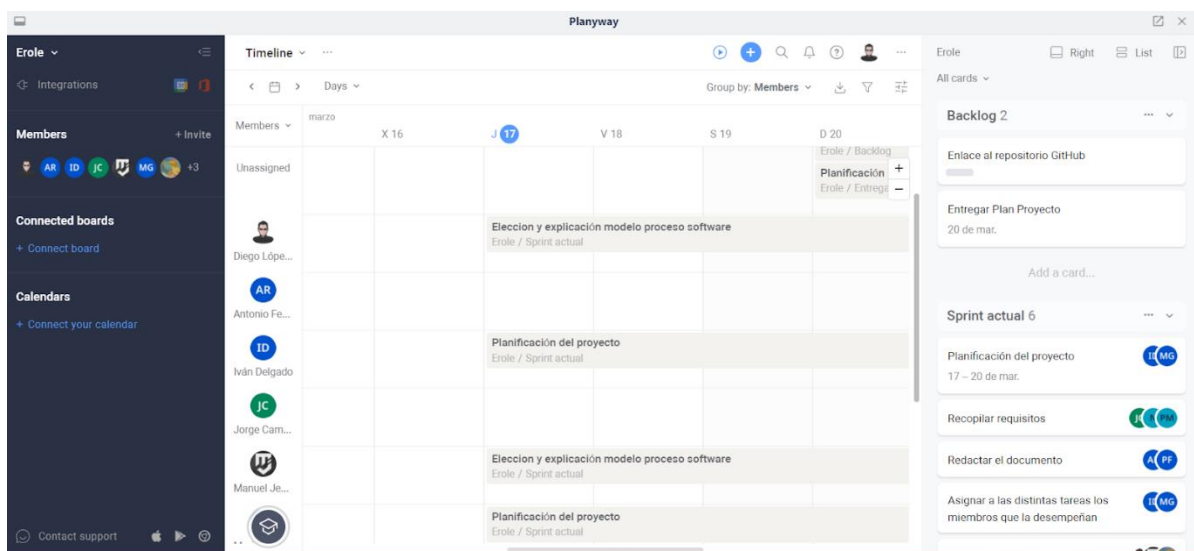 Planyway
Erole
Integrations
Members
+ Invite
AR ID JC MG +3
Connected boards
+ Connect board
Calendars
+ Connect your calendar
Contact support
Timeline
Days
Group by: Members
Members
marzo
X 16
J 17
V 18
S 19
D 20
Unassigned
Erole / Backlog
Planificación
Erole / Entrega
+
−
Diego Lópe...
Eleccion y explicación modelo proceso software
Erole / Sprint actual
AR
Antonio Fe...
ID
Iván Delgado
Planificación del proyecto
Erole / Sprint actual
JC
Jorge Cam...
Manuel Je...
Eleccion y explicación modelo proceso software
Erole / Sprint actual
Planificación del proyecto
Erole / Sprint actual
Erole
Right
List
All cards
Backlog 2
Enlace al repositorio GitHub
Entregar Plan Proyecto
20 de mar.
Add a card...
Sprint actual 6
Planificación del proyecto
MG
17 – 20 de mar.
Recopilar requisitos
PM
Redactar el documento
PF
Asignar a las distintas tareas los
miembros que la desempeñan
MG